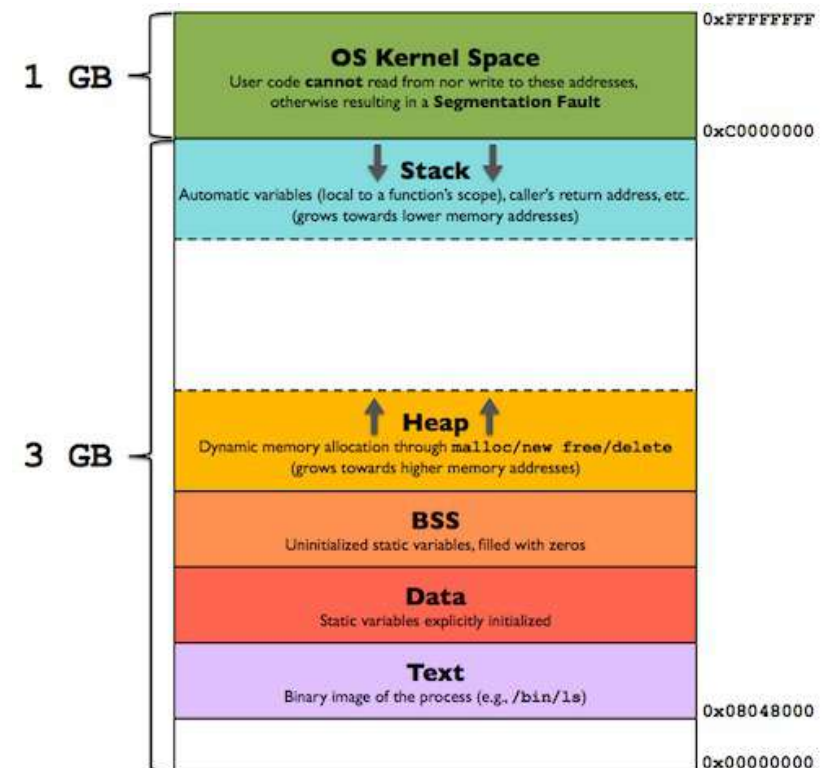 0xFFFFFFFF
OS Kernel Space
1 GB
User code cannot read from nor write to these addresses,
otherwise resulting in a Segmentation Fault
0xC0000000
Stack
Automatic variables (local to a function's scope), caller's return address, etc.
(grows towards lower memory addresses)
Heap
3 GB
Dynamic memory allocation through malloc/new free/delete
(grows towards higher memory addresses)
BSS
Uninitialized static variables, filled with zeros
Data
Static variables explicitly initialized
Text
Binary image of the process (e.g., /bin/ls)
0x08048000
0x00000000